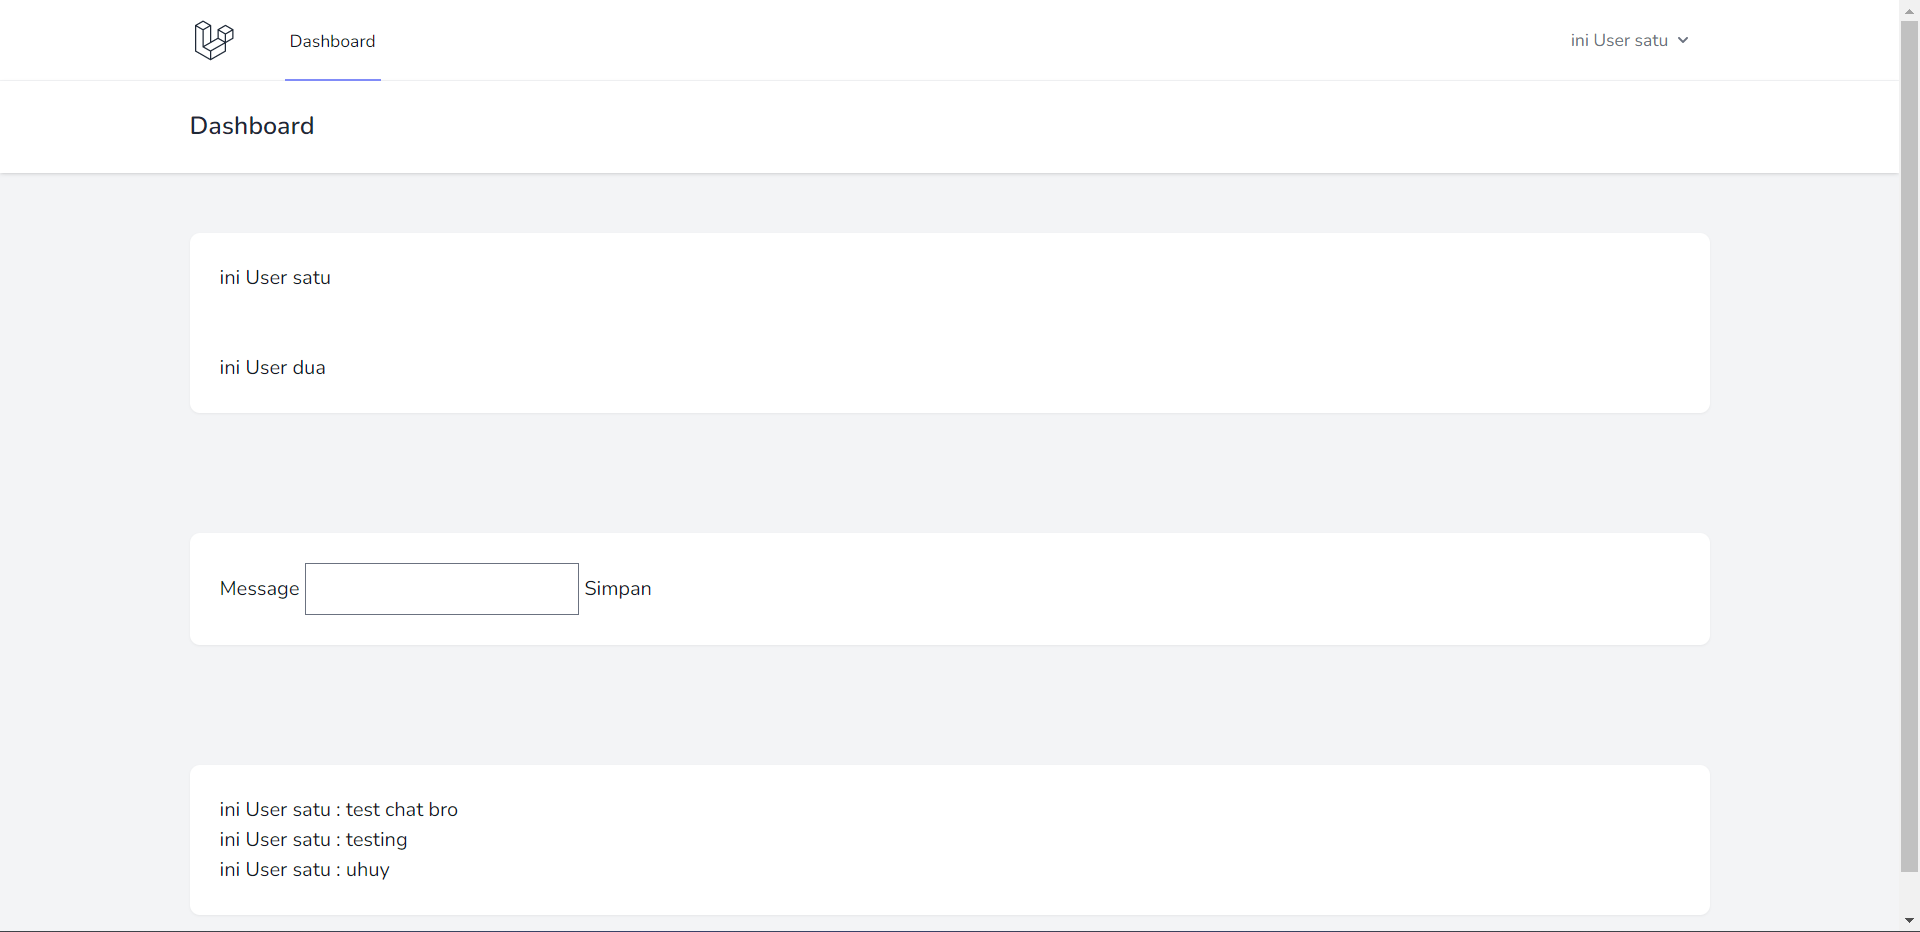 Dashboard
ini User satu
Dashboard
ini User satu
ini User dua
Message Simpan
ini User satu : test chat bro
ini User satu : testing
ini User satu : uhuy